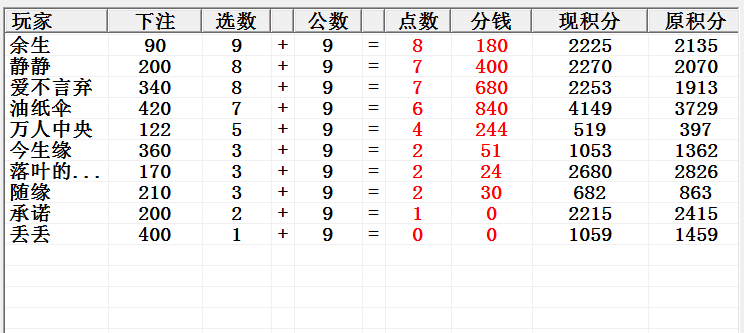 玩家 下注 选数 公数 点数 分钱 现积分 原积分
余生 90 9 + 9 = 8 180 2225 2135
静静 200 8 + 9 = 7 400 2270 2070
爱不言弃 340 8 + 9 = 7 680 2253 1913
油纸伞 420 7 + 9 = 6 840 4149 3729
万人中央 122 5 + 9 = 4 244 519 397
今生缘 360 3 + 9 = 2 51 1053 1362
落叶的... 170 3 + 9 = 2 24 2680 2826
随缘 210 3 + 9 = 2 30 682 863
承诺 200 2 + 9 = 1 0 2215 2415
丢丢 400 1 + 9 = 0 0 1059 1459